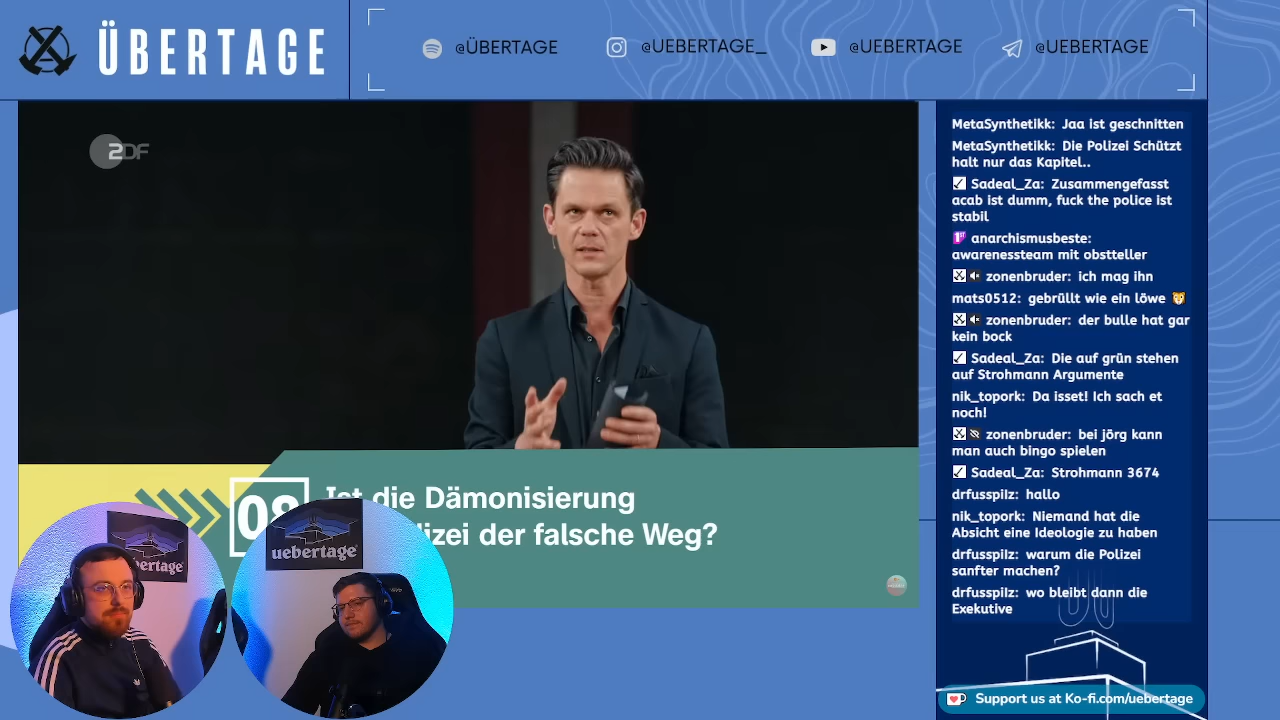 ÜBERTAGE
@ÜBERTAGE
@UEBERTAGE_
@UEBERTAGE
@UEBERTAGE
ZDF
MetaSynthetikk: Jaa ist geschnitten
MetaSynthetikk: Die Polizei Schützt
halt nur das Kapitel..
Sadeal_Za: Zusammengefasst
acab ist dumm, fuck the police ist
stabil
anarchismusbeste:
awarenessteam mit obstteller
zonenbruder: ich mag ihn
mats0512: gebrüllt wie ein löwe 🦁
zonenbruder: der bulle hat gar
kein bock
Sadeal_Za: Die auf grün stehen
auf Strohmann Argumente
nik_topork: Da isset! Ich sach et
noch!
zonenbruder: bei jörg kann
man auch bingo spielen
Sadeal_Za: Strohmann 3674
drfusspilz: hallo
nik_topork: Niemand hat die
Absicht eine Ideologie zu haben
drfusspilz: warum die Polizei
sanfter machen?
drfusspilz: wo bleibt dann die
Exekutive
08
Ist die Dämonisierung
lizei der falsche Weg?
uebertage
Support us at Ko-fi.com/uebertage